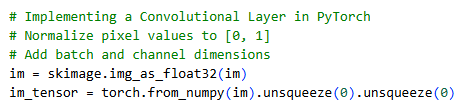 # Implementing a Convolutional Layer in PyTorch
# Normalize pixel values to [0, 1]
# Add batch and channel dimensions
im = skimage.img_as_float32(im)
im_tensor = torch.from_numpy(im).unsqueeze(0).unsqueeze(0)